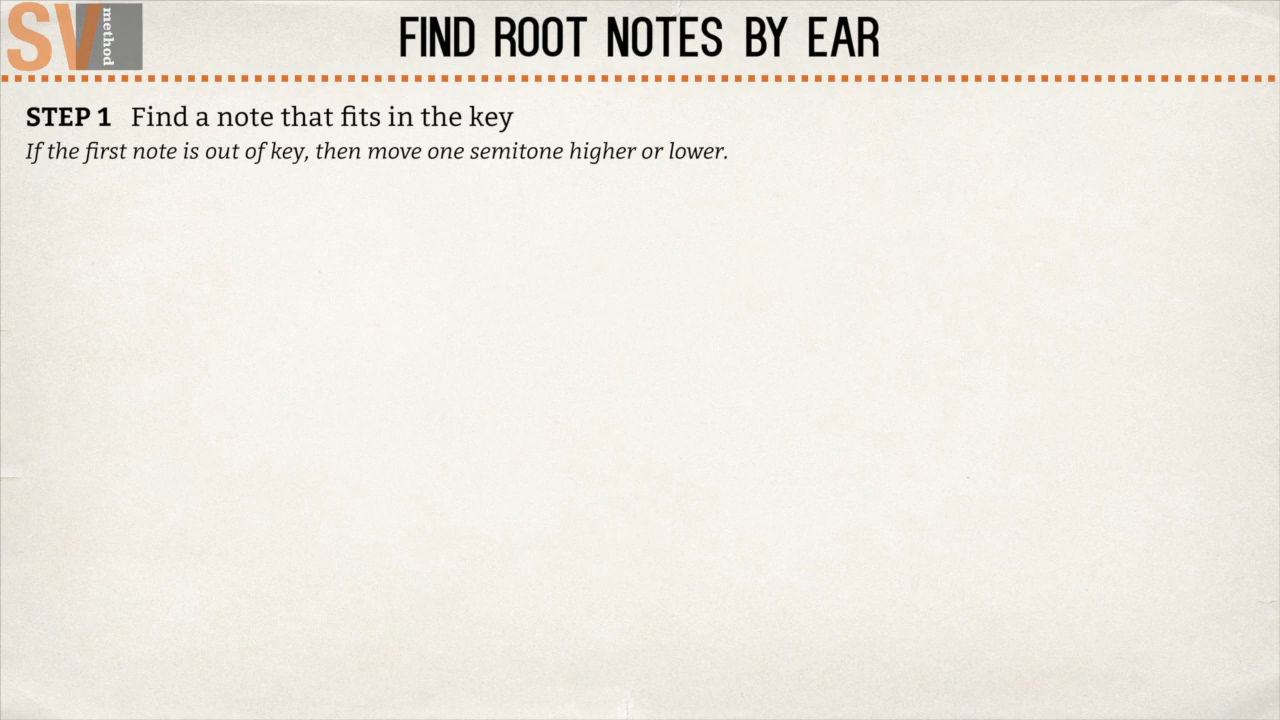 SV method
FIND ROOT NOTES BY EAR
STEP 1 Find a note that fits in the key
If the first note is out of key, then move one semitone higher or lower.